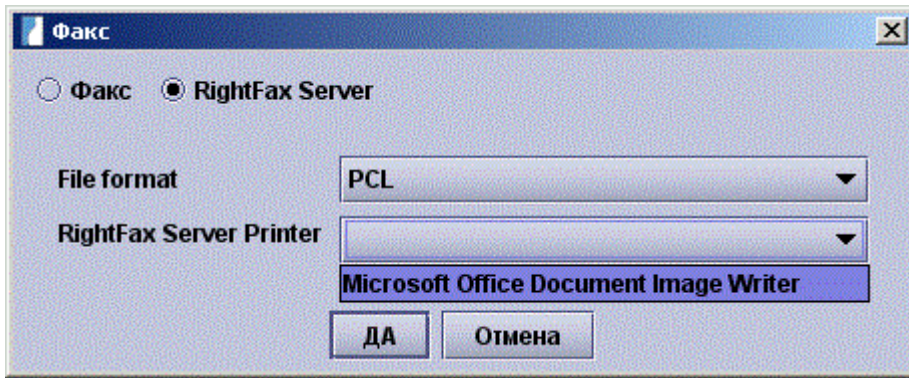 Факс
Факс RightFax Server
File format PCL
RightFax Server Printer
Microsoft Office Document Image Writer
ДА Отмена